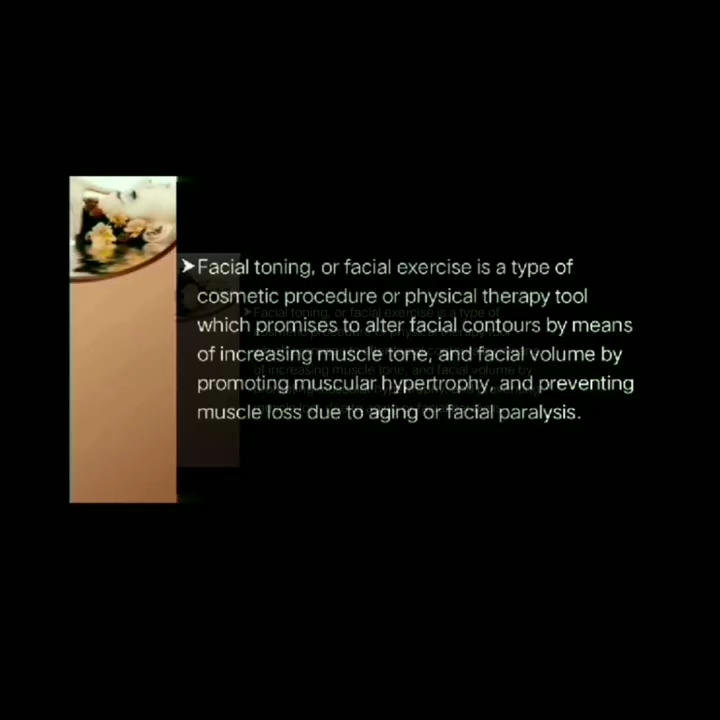 ➤Facial toning, or facial exercise is a type of
cosmetic procedure or physical therapy tool
which promises to alter facial contours by means
of increasing muscle tone, and facial volume by
promoting muscular hypertrophy, and preventing
muscle loss due to aging or facial paralysis.